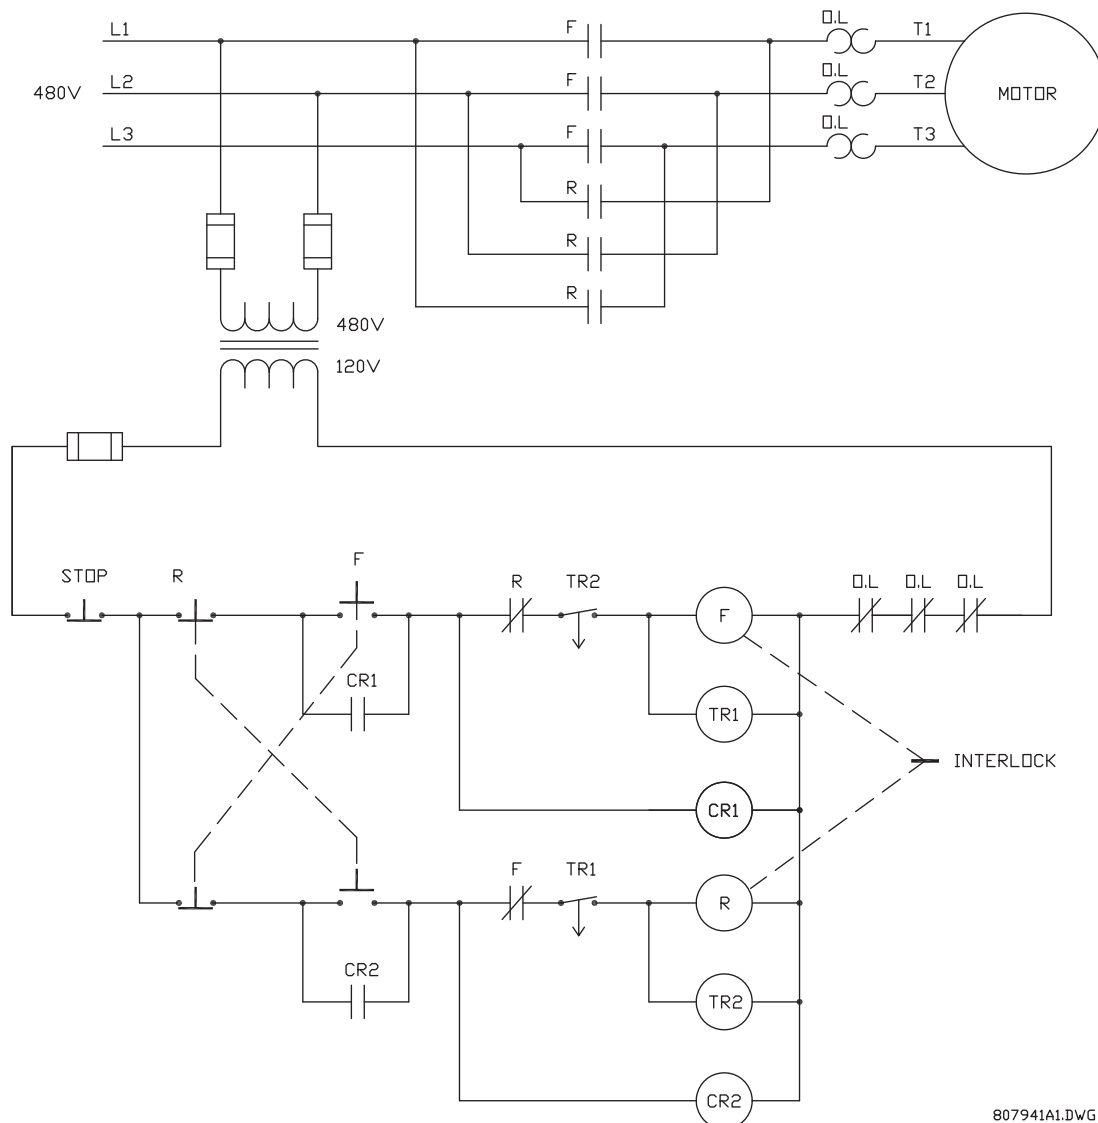 L1 F O.L T1
480V L2 F O.L T2 MOTOR
L3 F O.L T3
R
R
R
480V
120V
STOP R F R TR2 F O.L O.L O.L
CR1 TR1
INTERLOCK
CR1
F TR1 R
CR2 TR2
CR2
807941A1.DWG